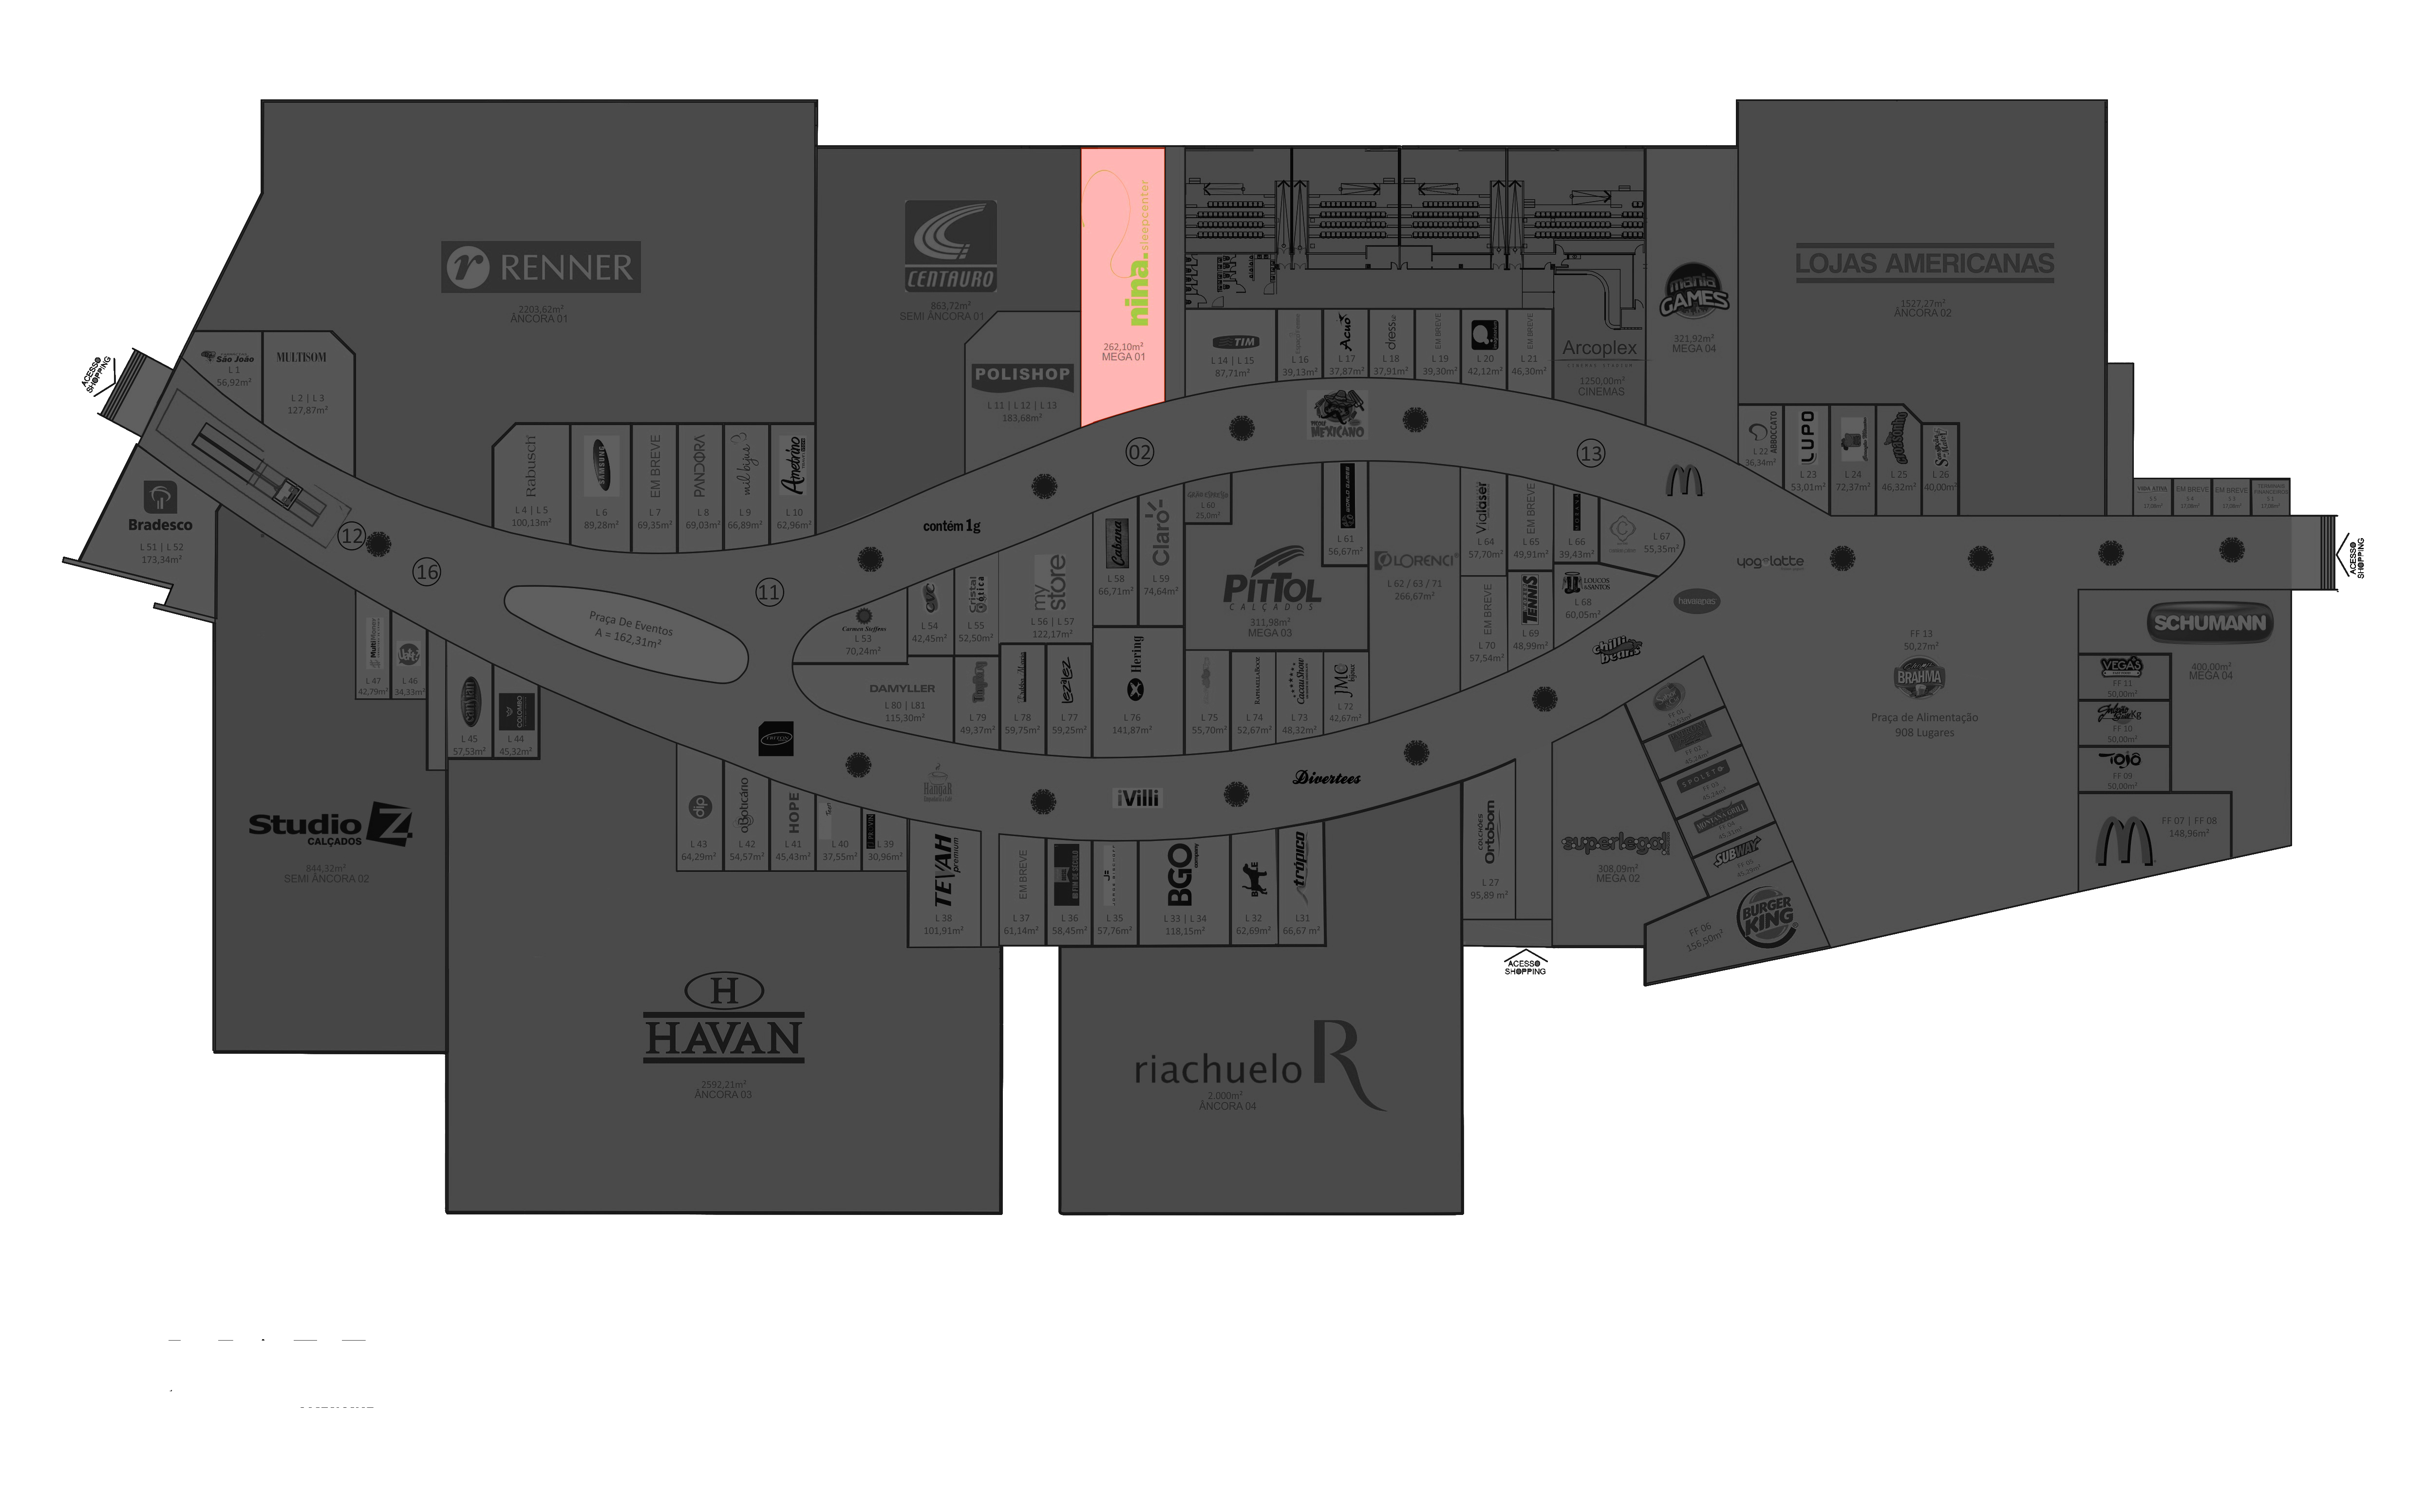 RENNER
2203,62m²
ÂNCORA 01
CENTAURO
863,72m²
SEMI ÂNCORA 01
nina.sleepcenter
262,10m²
MEGA 01
POLISHOP
L 11 | L 12 | L 13
183,68m²
mania
GAMES
321,92m²
MEGA 04
LOJAS AMERICANAS
1527,27m²
ÂNCORA 02
ACESSO
SHOPPING
São João
L 1
56,92m²
MULTISOM
L 2 | L 3
127,87m²
TIM
L 14 | L 15
87,71m²
L 16
39,13m²
Acuo
L 17
37,87m²
dress
L 18
37,91m²
EM BREVE
L 19
39,30m²
L 20
42,12m²
EM BREVE
L 21
46,30m²
Arcoplex
1250,00m²
CINEMAS
MEXICANO
02
13
Rabusch
L 4 | L 5
100,13m²
SAMSUNG
L 6
89,28m²
EM BREVE
L 7
69,35m²
PANDORA
L 8
69,03m²
mil bijus
L 9
66,89m²
Ametrino
L 10
62,96m²
ABBOCCATO
L 22
36,34m²
LUPO
L 23
53,01m²
L 24
72,37m²
croasonho
L 25
46,32m²
L 26
40,00m²
EM BREVE
EM BREVE
Bradesco
L 51 | L 52
173,34m²
12
16
11
contém 1g
Praça De Eventos
A = 162,31m²
Carmen Steffens
L 53
70,24m²
L 54
42,45m²
Cristal
ótica
L 55
52,50m²
my
store
L 56 | L 57
122,17m²
Cabana
L 58
66,71m²
Claro
L 59
74,64m²
L 60
25,0m²
L 61
56,67m²
PITTOL
CALÇADOS
311,98m²
MEGA 03
LORENCI
L 62 / 63 / 71
266,67m²
Vialaser
L 64
57,70m²
EM BREVE
L 65
49,91m²
L 66
39,43m²
L 67
55,35m²
LOUCOS
SANTOS
L 68
60,05m²
TENNIS
L 69
48,99m²
EM BREVE
L 70
57,54m²
chilli
beans
havaianas
yogelatte
ACESSO
SHOPPING
SCHUMANN
400,00m²
MEGA 04
VEGAS
FF 11
50,00m²
FF 10
50,00m²
Tojô
FF 09
50,00m²
FF 07 | FF 08
148,96m²
FF 13
50,27m²
BRAHMA
Praça de Alimentação
908 Lugares
L 47
42,79m²
L 46
34,33m²
L 45
57,53m²
COLOMBO
L 44
45,32m²
DAMYLLER
L 80 | L81
115,30m²
L 79
49,37m²
L 78
59,75m²
Lez a Lez
L 77
59,25m²
Hering
L 76
141,87m²
L 75
55,70m²
L 74
52,67m²
Cacau Show
L 73
48,32m²
JMC
bijoux
L 72
42,67m²
iVilli
Divertees
Studio Z
CALÇADOS
844,32m²
SEMI ÂNCORA 02
clip
L 43
64,29m²
oBoticário
L 42
54,57m²
HOPE
L 41
45,43m²
L 40
37,55m²
L 39
30,96m²
TEVAH
premium
L 38
101,91m²
EM BREVE
L 37
61,14m²
L 36
58,45m²
L 35
57,76m²
BGO
company
L 33 | L 34
118,15m²
L 32
62,69m²
trópico
L31
66,67 m²
COLCHÕES
Ortobom
L 27
95,89 m²
superlegal
308,09m²
MEGA 02
SPOLETO
MONTANA GRILL
SUBWAY
BURGER
KING
FF 06
156,50m²
ACESSO
SHOPPING
H
HAVAN
2592,21m²
ÂNCORA 03
riachuelo R
2.000m²
ÂNCORA 04